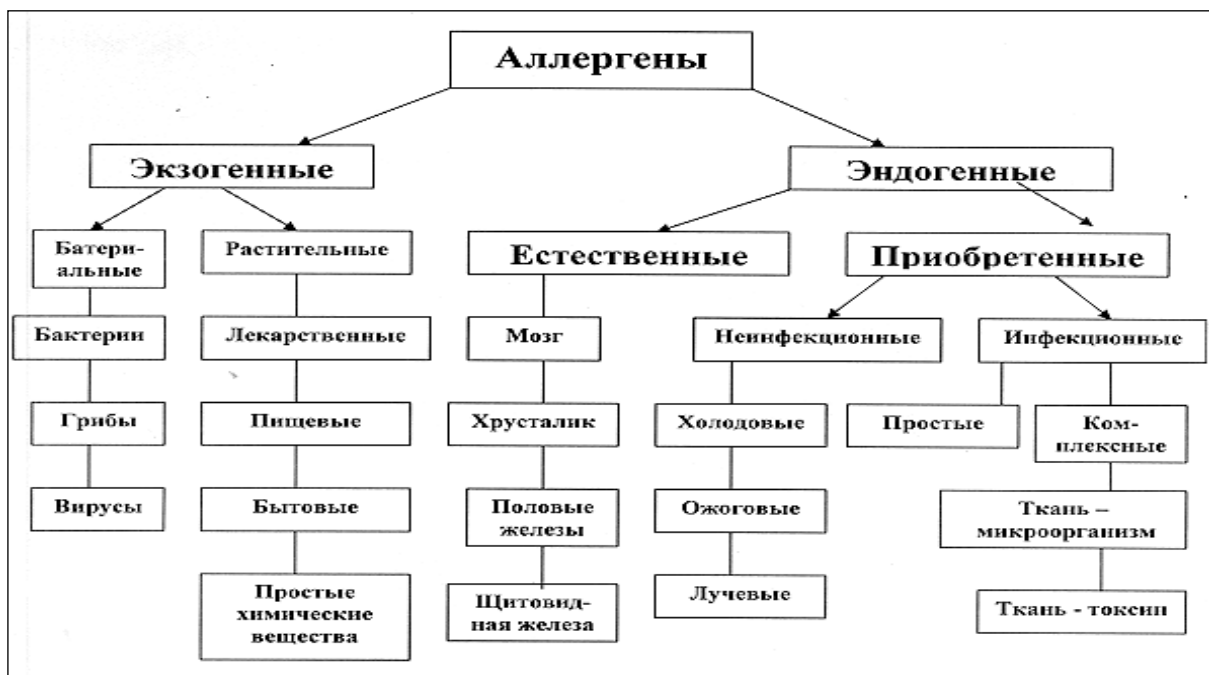 Аллергены
Экзогенные
Эндогенные
Батери-
альные
Растительные
Естественные
Приобретенные
Бактерии
Лекарственные
Мозг
Неинфекционные
Инфекционные
Грибы
Пищевые
Хрусталик
Холодовые
Простые
Ком-
плексные
Вирусы
Бытовые
Половые
железы
Ожоговые
Ткань –
микроорганизм
Простые
химические
вещества
Щитовид-
ная железа
Лучевые
Ткань - токсин